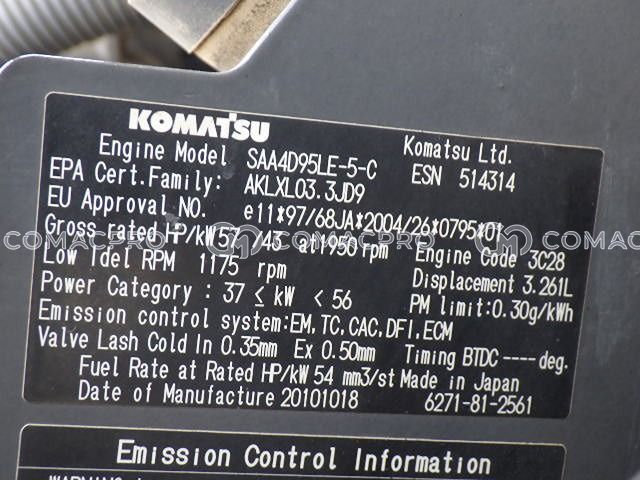 KOMATSU
Engine Model SAA4D95LE-5-C Komatsu Ltd.
EPA Cert.Family: AKLXL03.3JD9 ESN 514314
EU Approval NO. e11*97/68JA*2004/26*0795*01
Gross rated HP/kW 57 /43 at1950 rpm Engine Code 3C28
Low Idel RPM 1175 rpm Displacement 3.261L
Power Category : 37 ≤ kW < 56 PM limit:0.30g/kWh
Emission control system:EM,TC,CAC,DFI,ECM
Valve Lash Cold In 0.35mm Ex 0.50mm Timing BTDC ---- deg.
Fuel Rate at Rated HP/kW 54 mm3/st Made in Japan
Date of Manufacture 20101018 6271-81-2561
Emission Control Information
COMACPRO COMACPRO COMACPRO